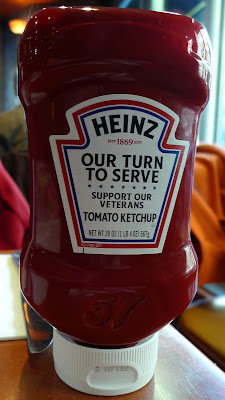 HEINZ
ESTD 1869
OUR TURN
TO SERVE
SUPPORT OUR
VETERANS
TOMATO KETCHUP
NET WT 20 OZ (1 LB 4 OZ) 567g
57